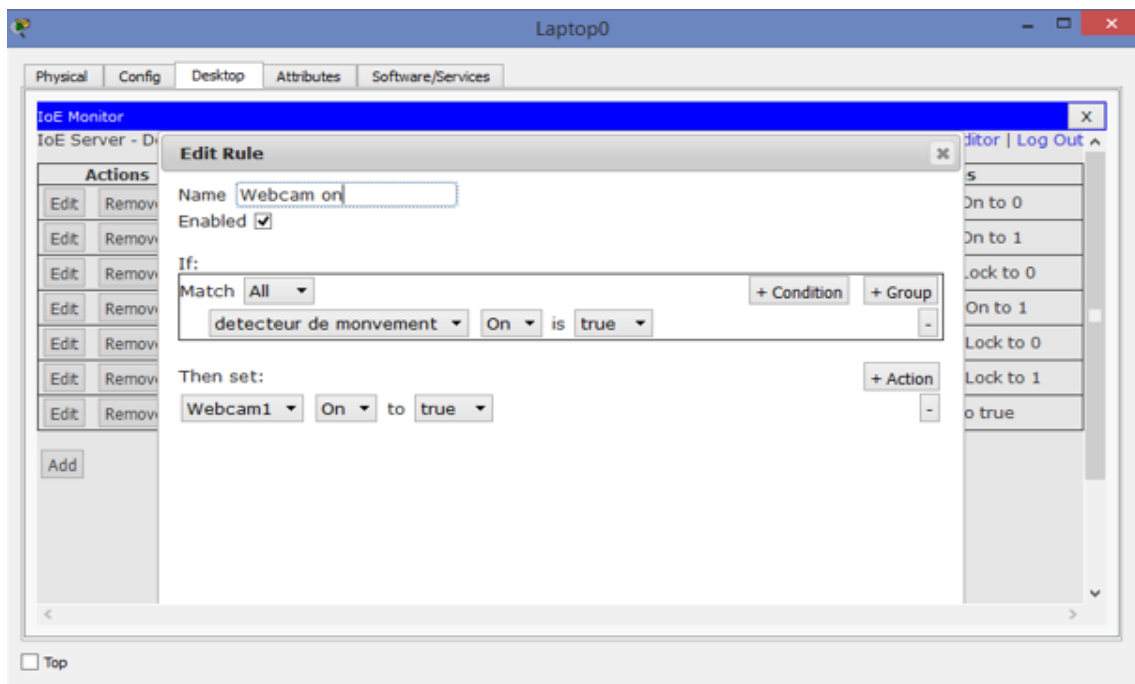 Laptop0
Physical Config Desktop Attributes Software/Services
IoE Monitor X
IoE Server - ditor | Log Out
Edit Rule
Actions
Name Webcam on
Edit On to 0
Enabled
Edit On to 1
If:
Edit Lock to 0
Match All + Condition + Group
Edit On to 1
detecteur de monvement On is true -
Edit Lock to 0
Then set: + Action
Edit Lock to 1
Webcam1 On to true -
Edit o true
Add
Top